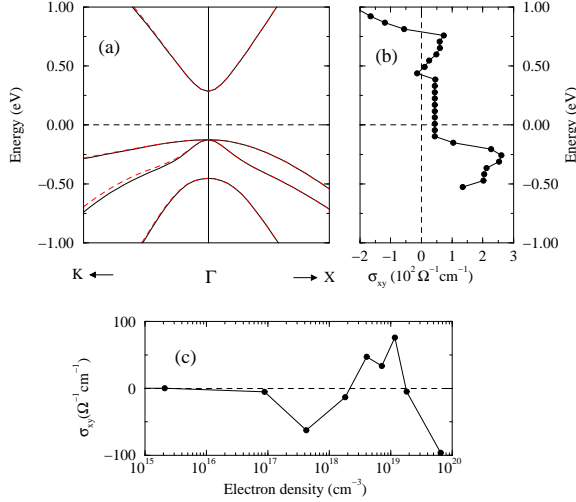 (a)
(b)
1.00
0.50
0.00
−0.50
−1.00
Energy (eV)
K
Γ
X
1.00
0.50
0.00
−0.50
−1.00
Energy (eV)
−2 −1 0 1 2 3
σxy (10² Ω⁻¹cm⁻¹)
(c)
100
0
−100
σxy(Ω⁻¹cm⁻¹)
10¹⁵ 10¹⁶ 10¹⁷ 10¹⁸ 10¹⁹ 10²⁰
Electron density (cm⁻³)